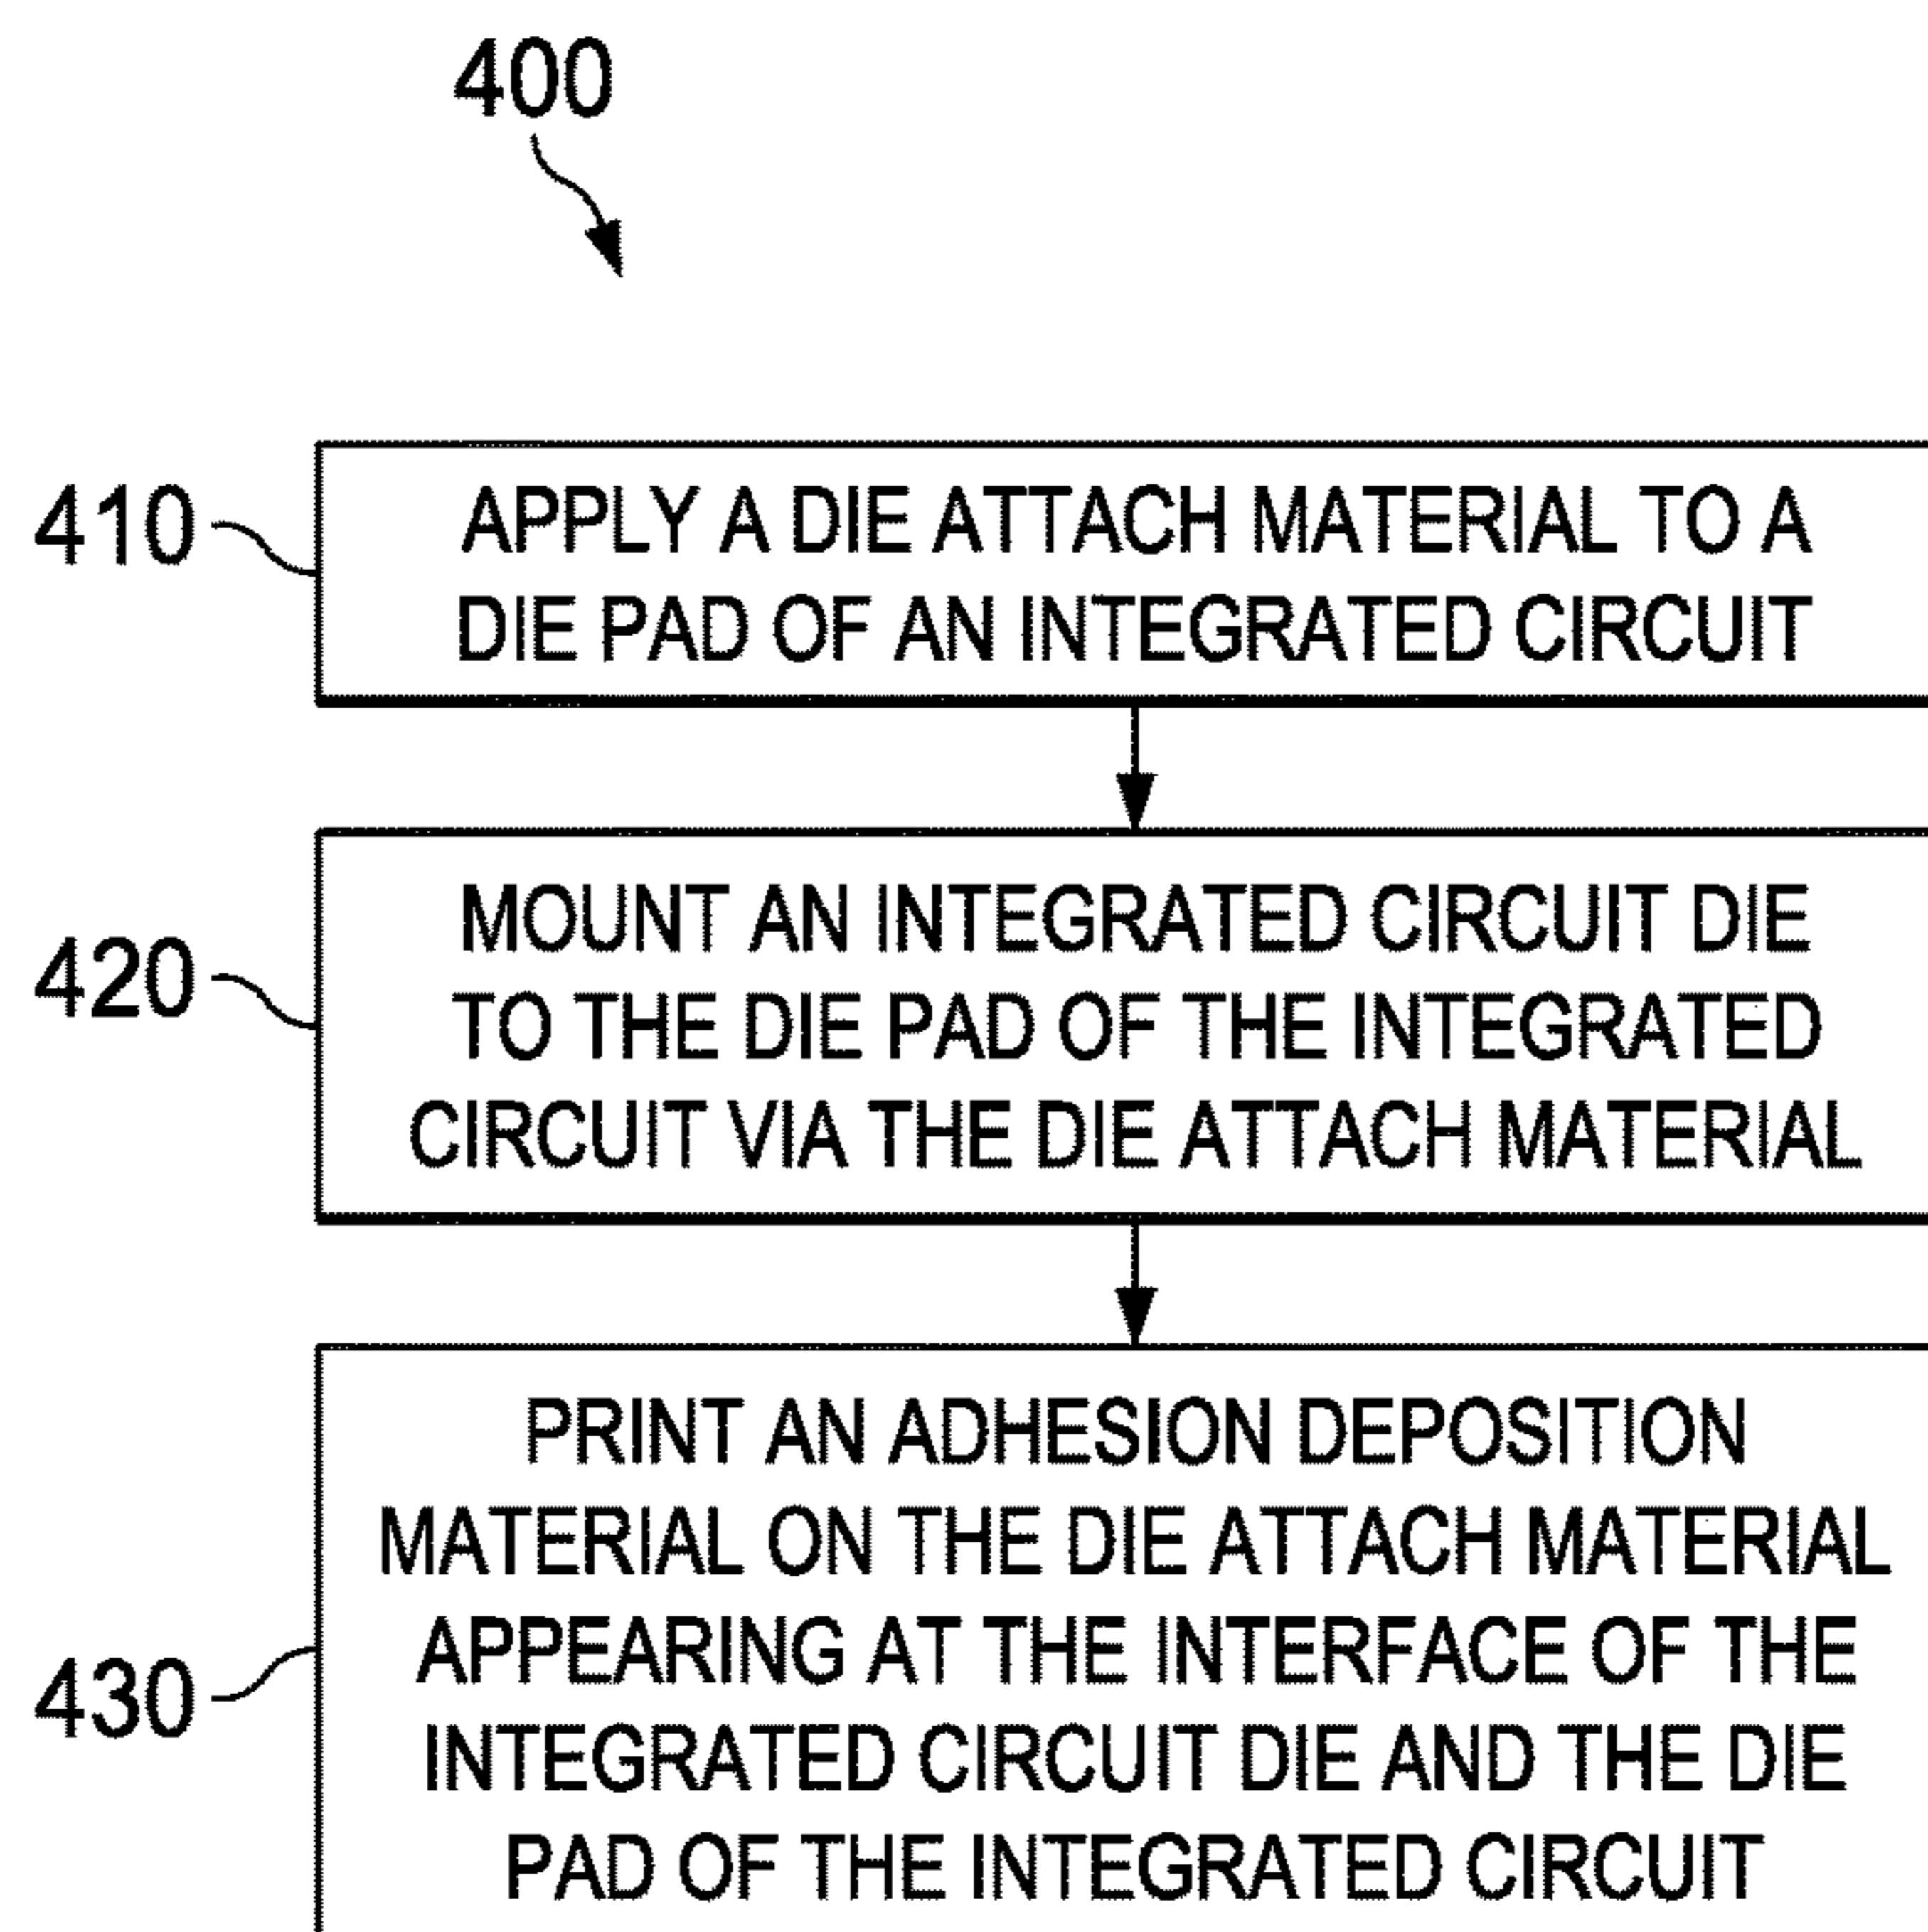 400
410
APPLY A DIE ATTACH MATERIAL TO A
DIE PAD OF AN INTEGRATED CIRCUIT
420
MOUNT AN INTEGRATED CIRCUIT DIE
TO THE DIE PAD OF THE INTEGRATED
CIRCUIT VIA THE DIE ATTACH MATERIAL
430
PRINT AN ADHESION DEPOSITION
MATERIAL ON THE DIE ATTACH MATERIAL
APPEARING AT THE INTERFACE OF THE
INTEGRATED CIRCUIT DIE AND THE DIE
PAD OF THE INTEGRATED CIRCUIT